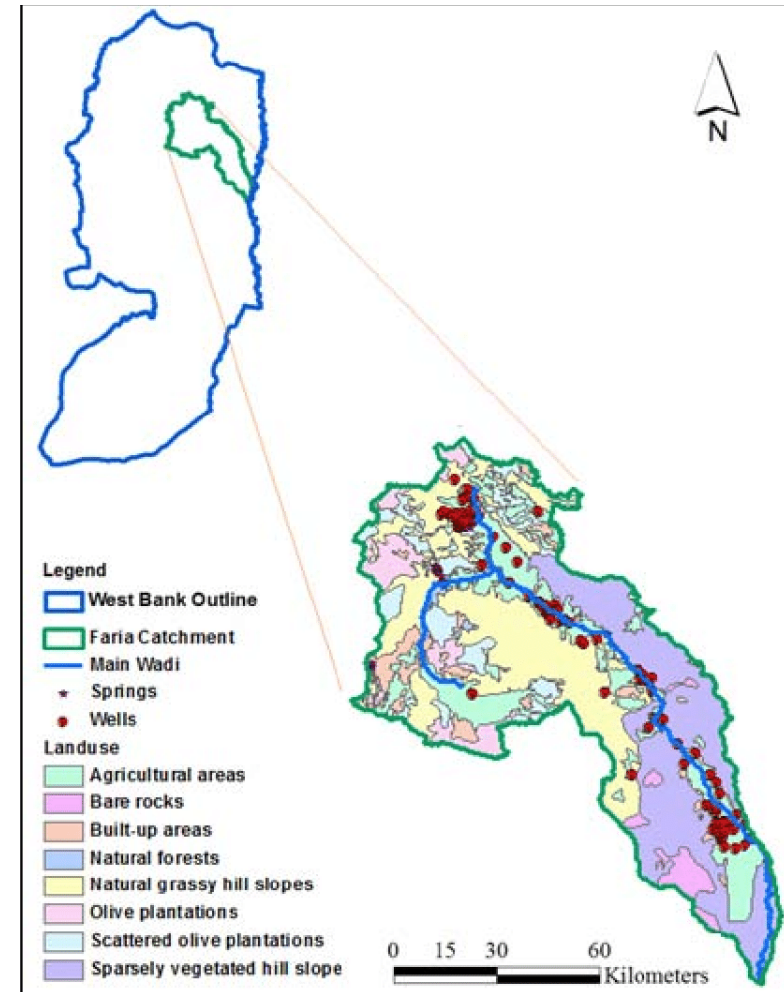 N
Legend
West Bank Outline
Faria Catchment
Main Wadi
Springs
Wells
Landuse
Agricultural areas
Bare rocks
Built-up areas
Natural forests
Natural grassy hill slopes
Olive plantations
Scattered olive plantations
Sparsely vegetated hill slope
0 15 30 60
Kilometers